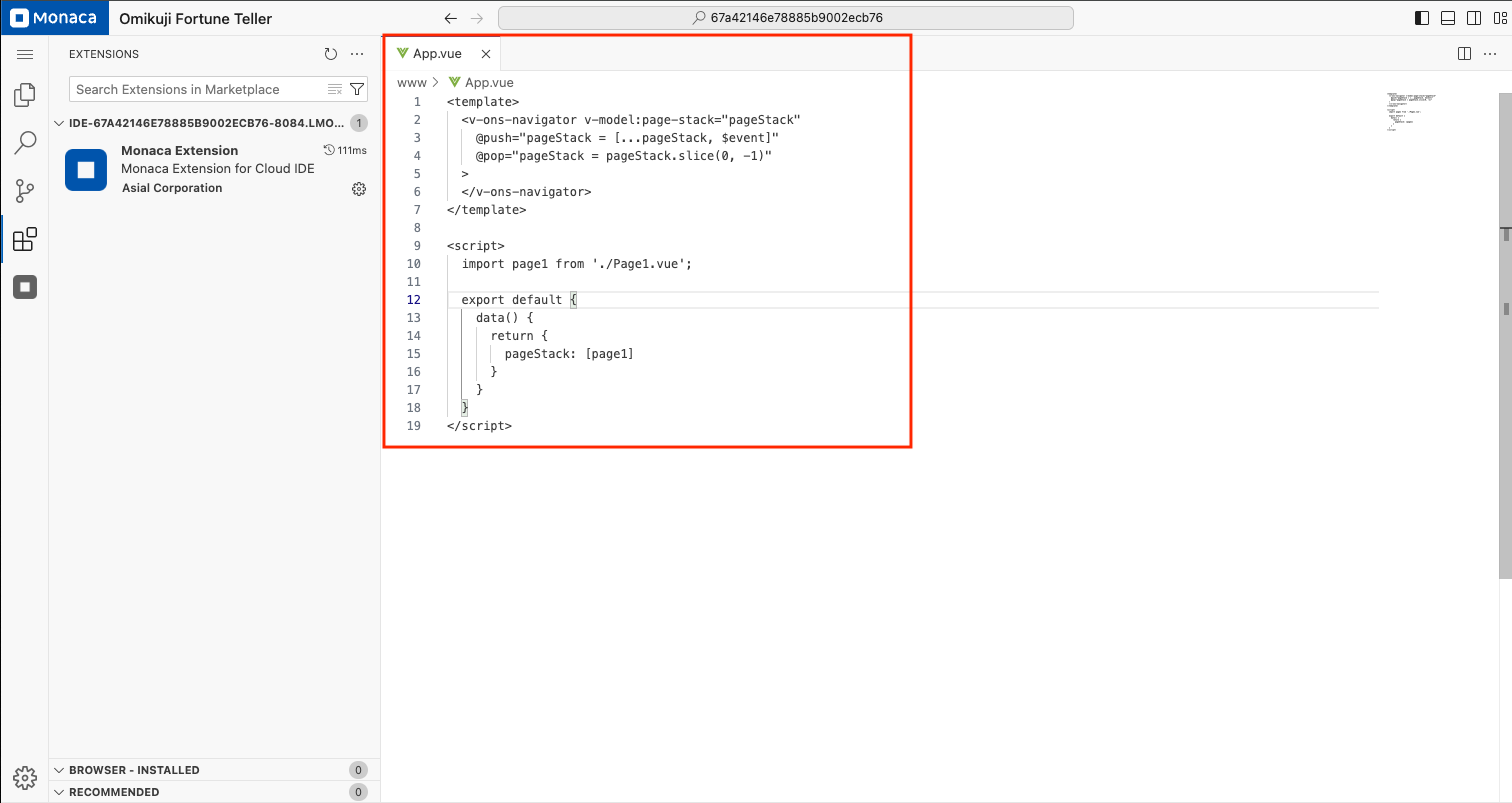 Monaca
Omikuji Fortune Teller
67a42146e78885b9002ecb76
EXTENSIONS
Search Extensions in Marketplace
IDE-67A42146E78885B9002ECB76-8084.LMO... 1
Monaca Extension 111ms
Monaca Extension for Cloud IDE
Asial Corporation
BROWSER - INSTALLED 0
RECOMMENDED 0
App.vue
www > App.vue
1 <template>
2 <v-ons-navigator v-model:page-stack="pageStack"
3 @push="pageStack = [...pageStack, $event]"
4 @pop="pageStack = pageStack.slice(0, -1)"
5 >
6 </v-ons-navigator>
7 </template>
8
9 <script>
10 import page1 from './Page1.vue';
11
12 export default {
13 data() {
14 return {
15 pageStack: [page1]
16 }
17 }
18 }
19 </script>